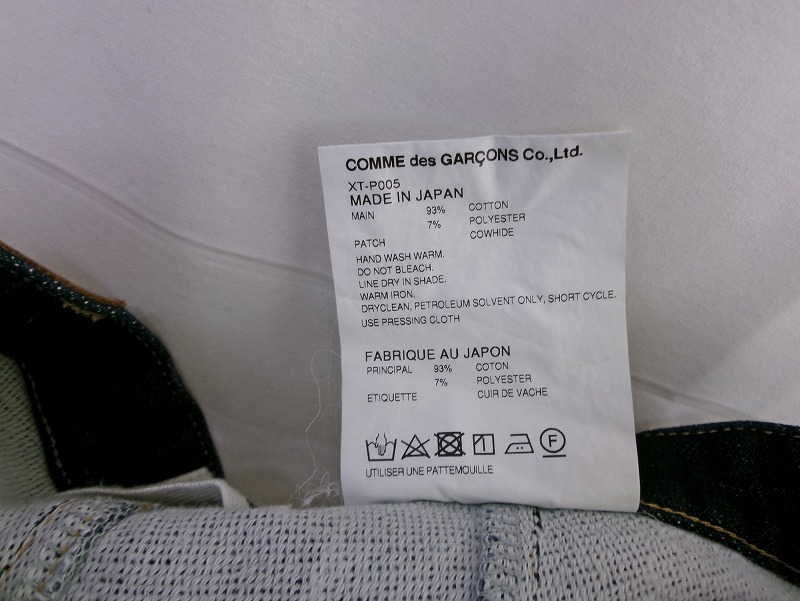 COMME des GARÇONS Co.,Ltd.
XT-P005
MADE IN JAPAN
MAIN 93% COTTON
7% POLYESTER
PATCH COWHIDE
HAND WASH WARM.
DO NOT BLEACH.
LINE DRY IN SHADE.
WARM IRON.
DRYCLEAN, PETROLEUM SOLVENT ONLY, SHORT CYCLE.
USE PRESSING CLOTH
FABRIQUE AU JAPON
PRINCIPAL 93% COTON
7% POLYESTER
ETIQUETTE CUIR DE VACHE
F
UTILISER UNE PATTEMOUILLE